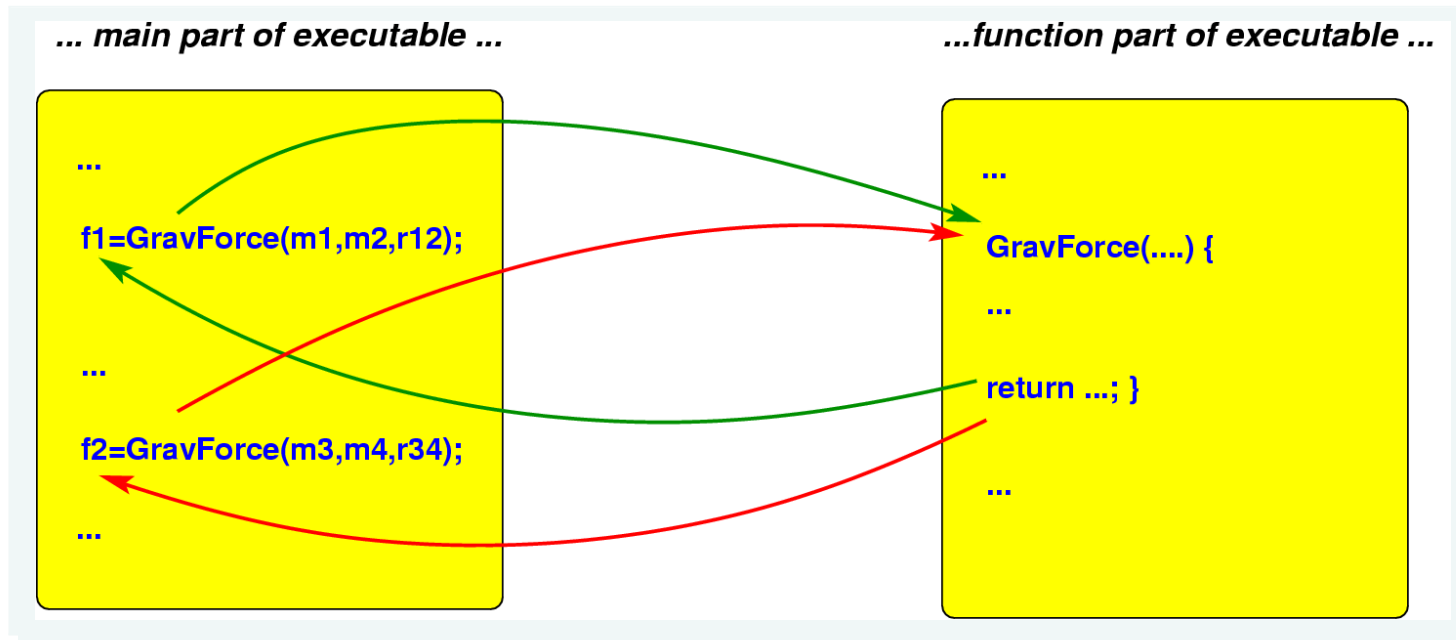 ... main part of executable ...
...function part of executable ...
...
f1=GravForce(m1,m2,r12);
...
f2=GravForce(m3,m4,r34);
...
...
GravForce(....) {
...
return ...; }
...